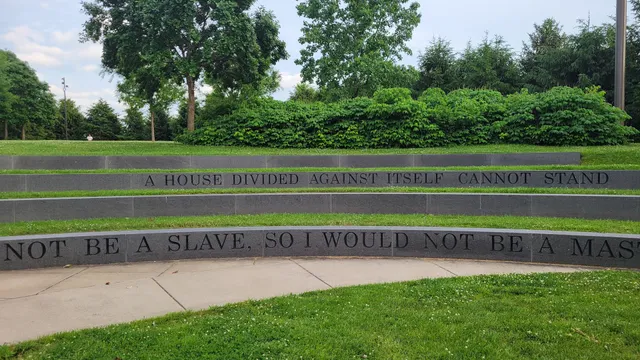 A HOUSE DIVIDED AGAINST ITSELF CANNOT STAND
NOT BE A SLAVE, SO I WOULD NOT BE A MAS